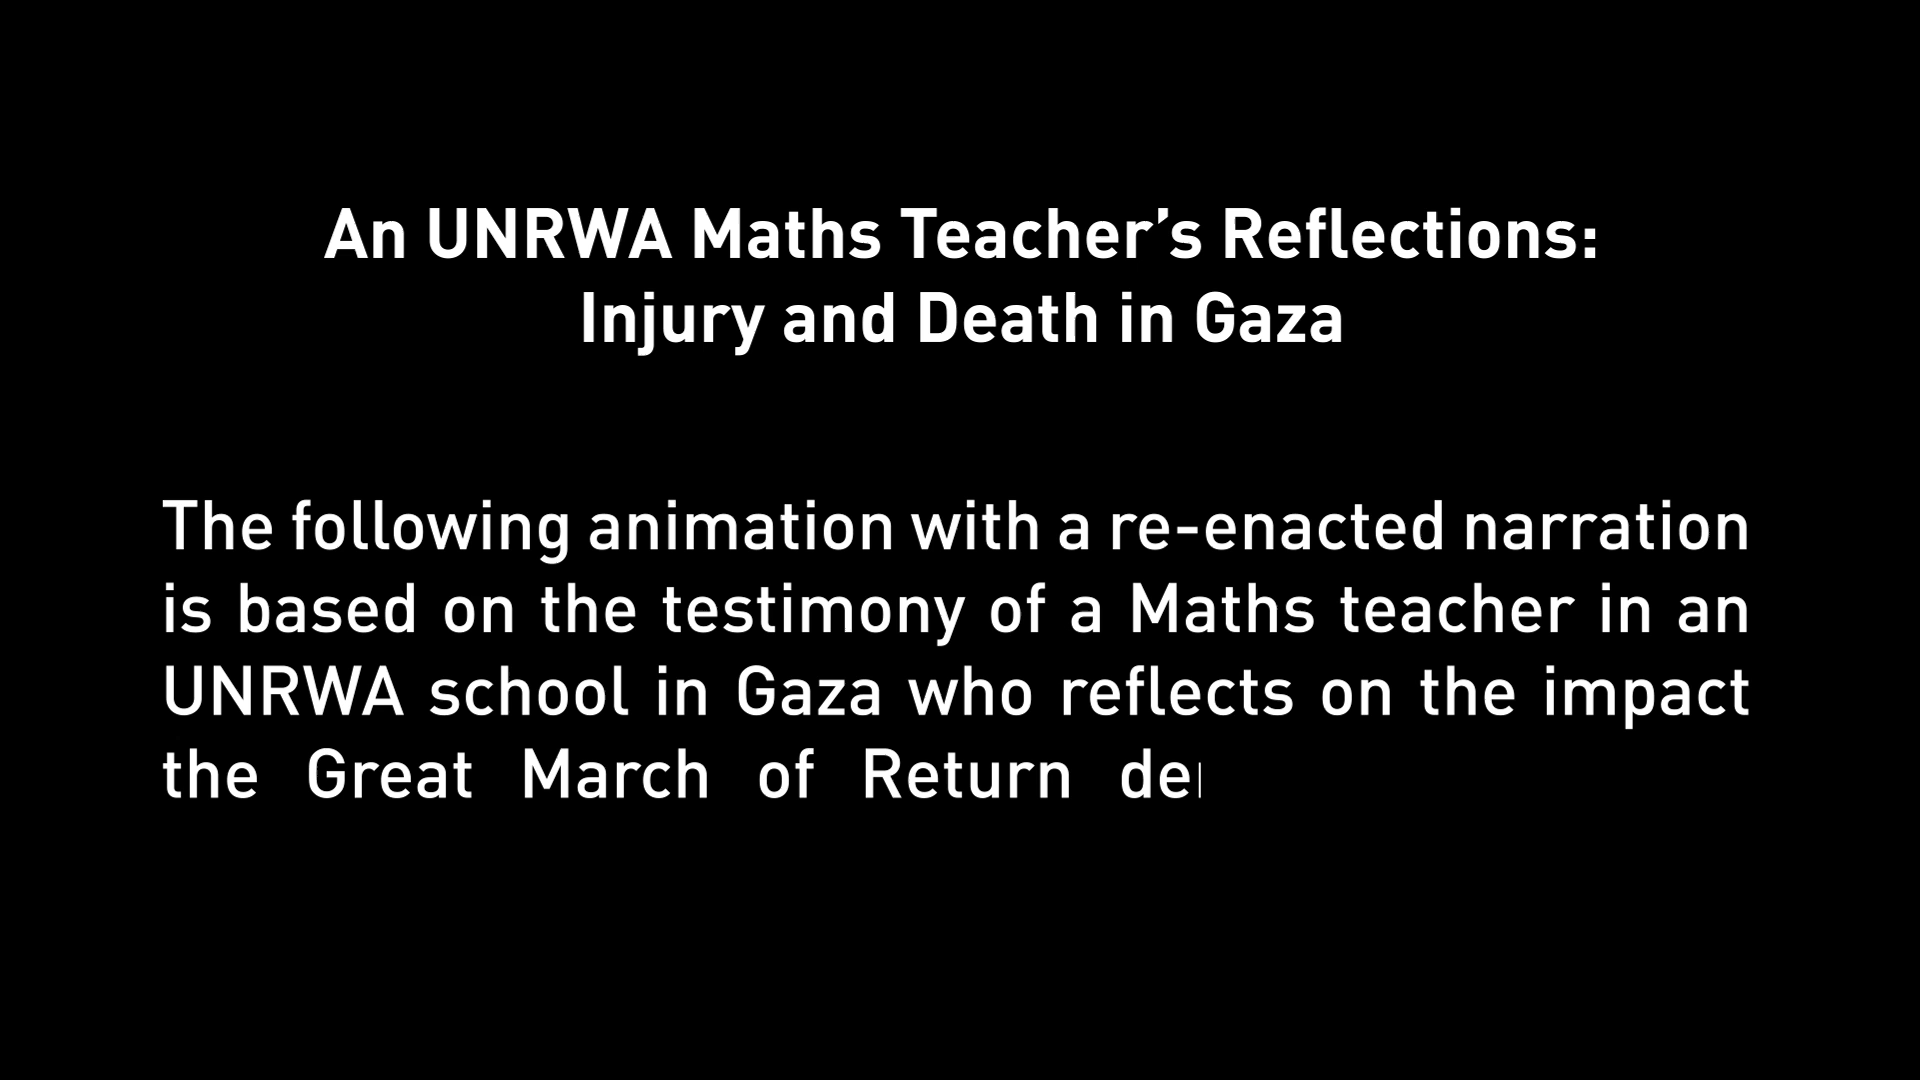 An UNRWA Maths Teacher’s Reflections:
Injury and Death in Gaza
The following animation with a re-enacted narration
is based on the testimony of a Maths teacher in an
UNRWA school in Gaza who reflects on the impact
the Great March of Return de